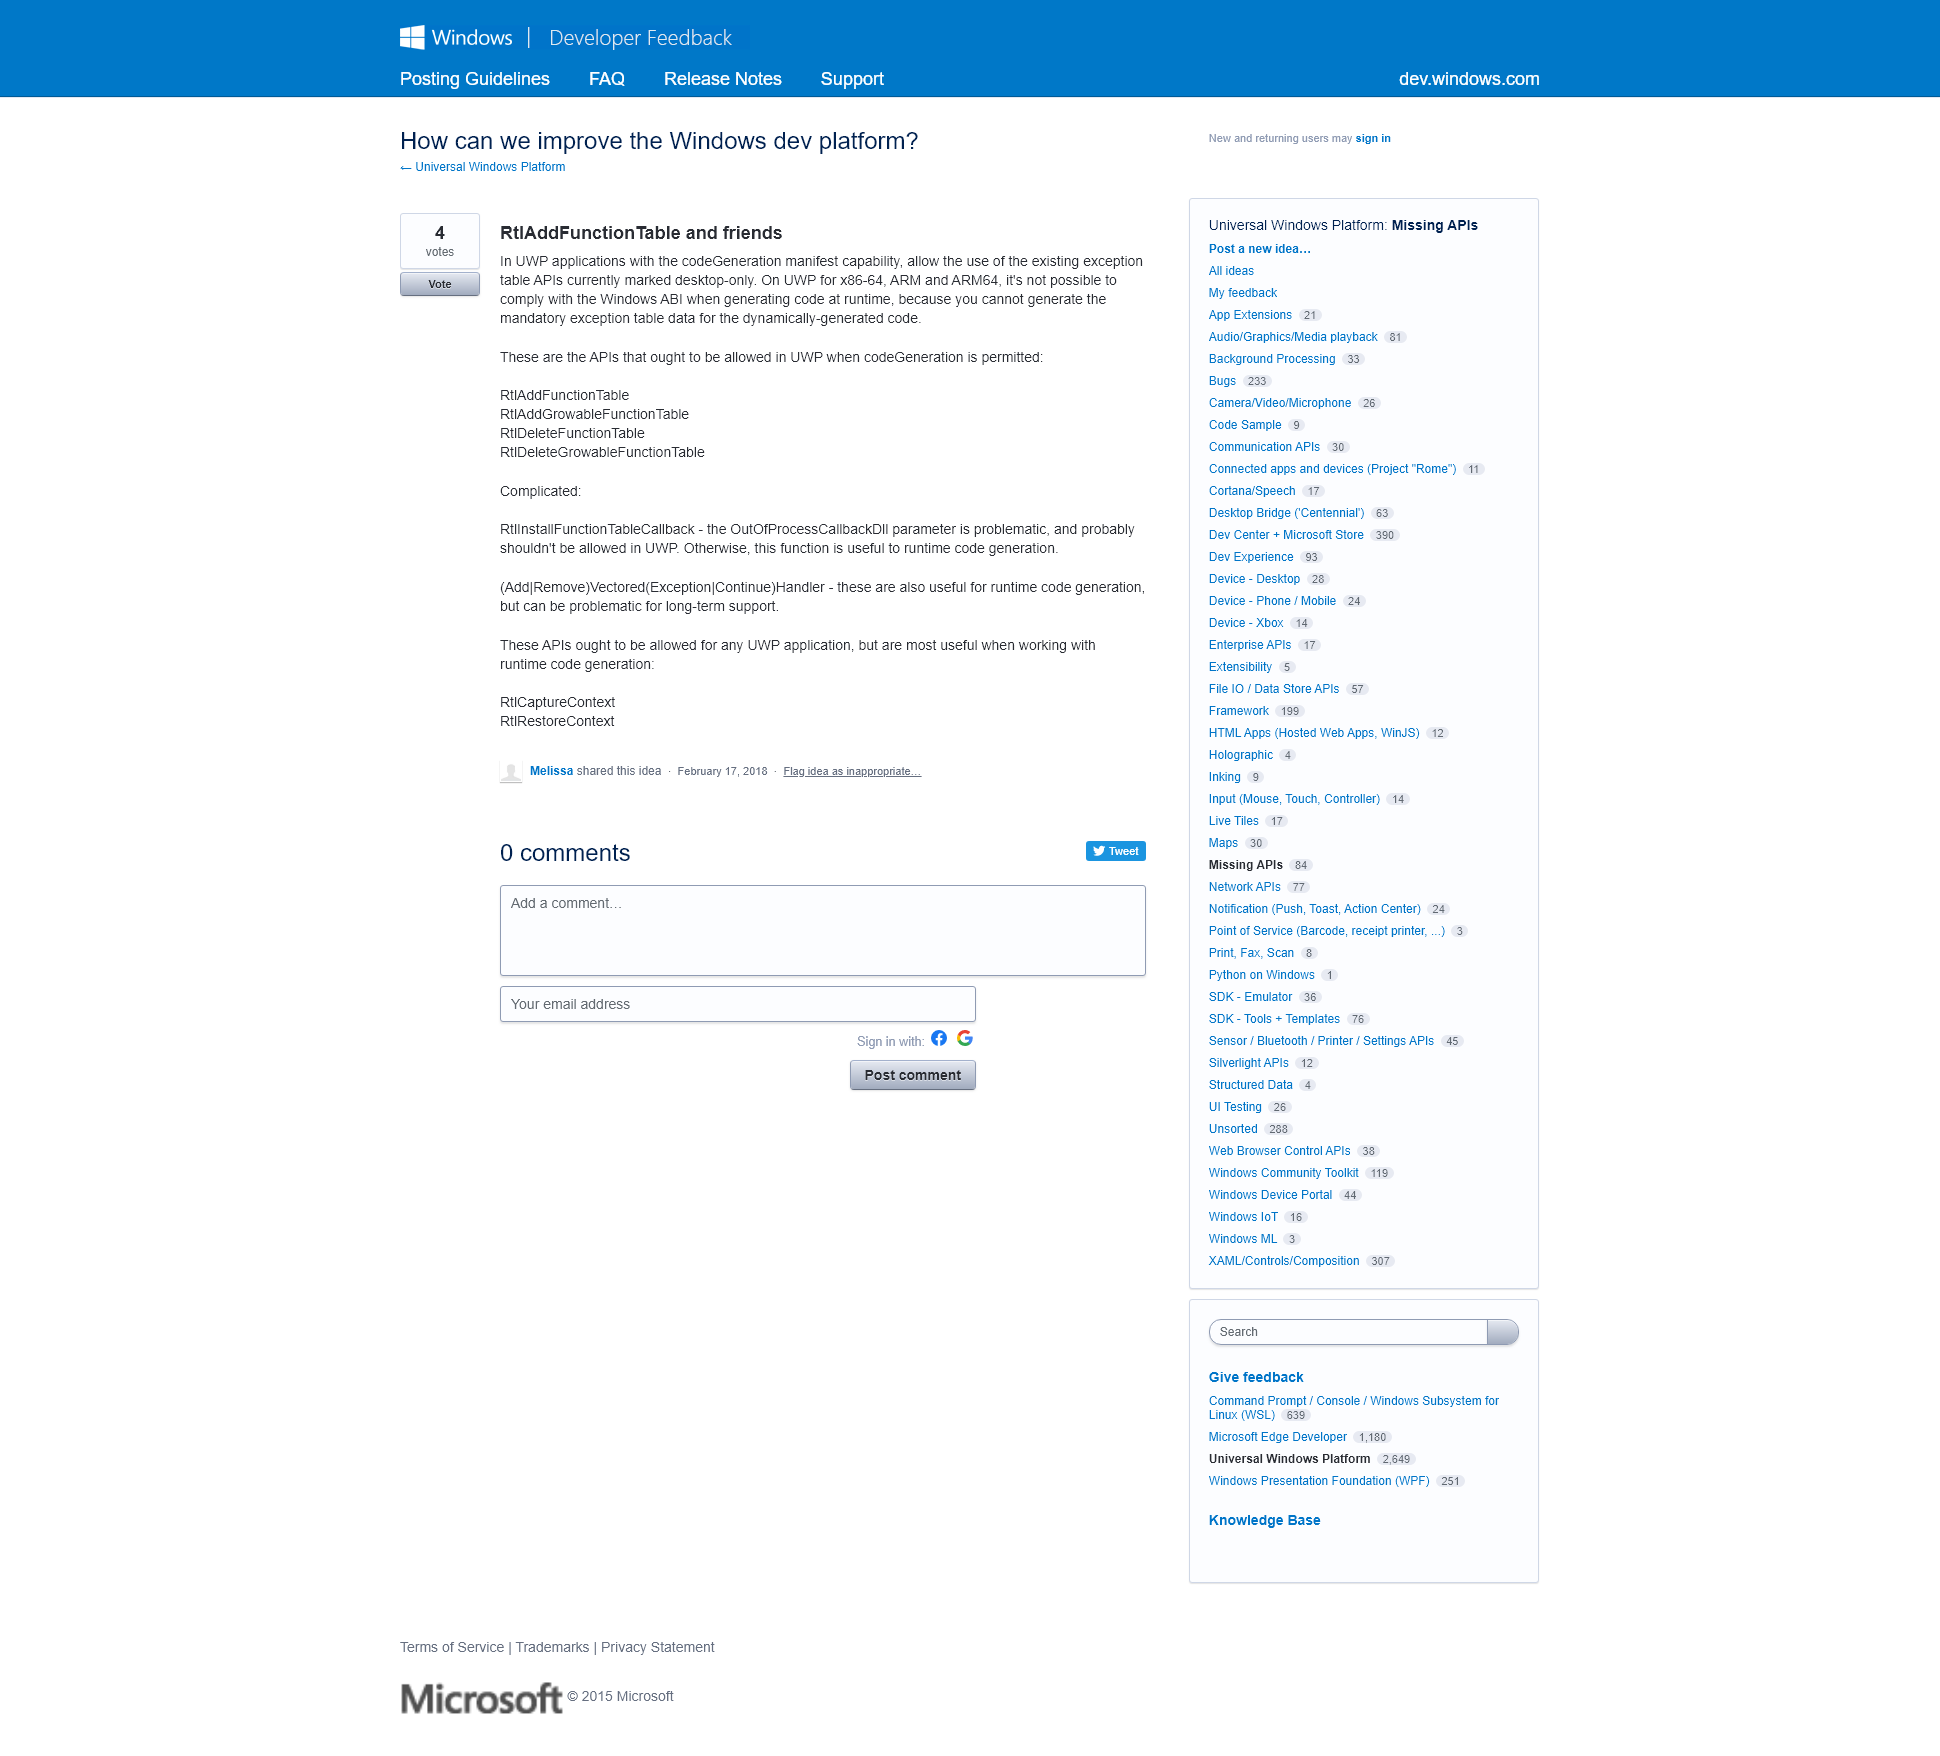 Windows | Developer Feedback
Posting Guidelines FAQ Release Notes Support dev.windows.com
How can we improve the Windows dev platform?
← Universal Windows Platform
New and returning users may sign in
4
votes
Vote
RtlAddFunctionTable and friends
In UWP applications with the codeGeneration manifest capability, allow the use of the existing exception
table APIs currently marked desktop-only. On UWP for x86-64, ARM and ARM64, it's not possible to
comply with the Windows ABI when generating code at runtime, because you cannot generate the
mandatory exception table data for the dynamically-generated code.
These are the APIs that ought to be allowed in UWP when codeGeneration is permitted:
RtlAddFunctionTable
RtlAddGrowableFunctionTable
RtlDeleteFunctionTable
RtlDeleteGrowableFunctionTable
Complicated:
RtlInstallFunctionTableCallback - the OutOfProcessCallbackDll parameter is problematic, and probably
shouldn't be allowed in UWP. Otherwise, this function is useful to runtime code generation.
(Add|Remove)Vectored(Exception|Continue)Handler - these are also useful for runtime code generation,
but can be problematic for long-term support.
These APIs ought to be allowed for any UWP application, but are most useful when working with
runtime code generation:
RtlCaptureContext
RtlRestoreContext
Melissa shared this idea · February 17, 2018 · Flag idea as inappropriate…
0 comments
Tweet
Add a comment…
Your email address
Sign in with:
Post comment
Universal Windows Platform: Missing APIs
Post a new idea…
All ideas
My feedback
App Extensions 21
Audio/Graphics/Media playback 81
Background Processing 33
Bugs 233
Camera/Video/Microphone 26
Code Sample 9
Communication APIs 30
Connected apps and devices (Project "Rome") 11
Cortana/Speech 17
Desktop Bridge ('Centennial') 63
Dev Center + Microsoft Store 390
Dev Experience 93
Device - Desktop 28
Device - Phone / Mobile 24
Device - Xbox 14
Enterprise APIs 17
Extensibility 5
File IO / Data Store APIs 57
Framework 199
HTML Apps (Hosted Web Apps, WinJS) 12
Holographic 4
Inking 9
Input (Mouse, Touch, Controller) 14
Live Tiles 17
Maps 30
Missing APIs 84
Network APIs 77
Notification (Push, Toast, Action Center) 24
Point of Service (Barcode, receipt printer, ...) 3
Print, Fax, Scan 8
Python on Windows 1
SDK - Emulator 36
SDK - Tools + Templates 76
Sensor / Bluetooth / Printer / Settings APIs 45
Silverlight APIs 12
Structured Data 4
UI Testing 26
Unsorted 288
Web Browser Control APIs 38
Windows Community Toolkit 119
Windows Device Portal 44
Windows IoT 16
Windows ML 3
XAML/Controls/Composition 307
Search
Give feedback
Command Prompt / Console / Windows Subsystem for
Linux (WSL) 639
Microsoft Edge Developer 1,180
Universal Windows Platform 2,649
Windows Presentation Foundation (WPF) 251
Knowledge Base
Terms of Service | Trademarks | Privacy Statement
Microsoft © 2015 Microsoft